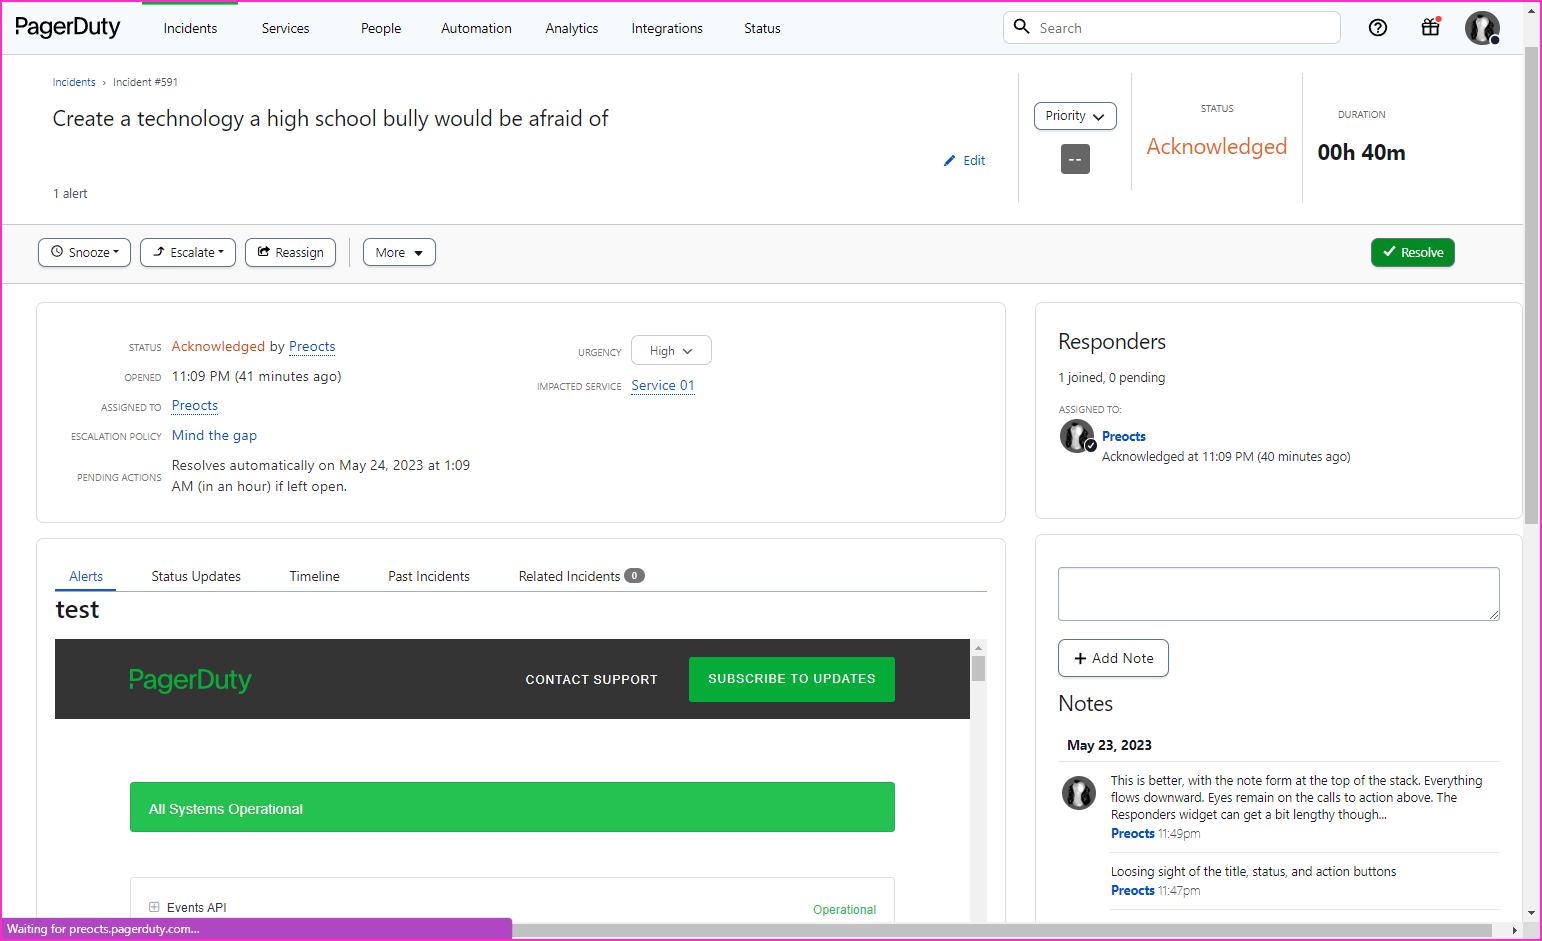 PagerDuty
Incidents
Services
People
Automation
Analytics
Integrations
Status
Search
Incidents › Incident #591
Create a technology a high school bully would be afraid of
Edit
1 alert
Priority
--
STATUS
Acknowledged
DURATION
00h 40m
Snooze
Escalate
Reassign
More
Resolve
STATUS Acknowledged by Preocts
OPENED 11:09 PM (41 minutes ago)
ASSIGNED TO Preocts
ESCALATION POLICY Mind the gap
PENDING ACTIONS Resolves automatically on May 24, 2023 at 1:09
AM (in an hour) if left open.
URGENCY High
IMPACTED SERVICE Service 01
Responders
1 joined, 0 pending
ASSIGNED TO:
Preocts
Acknowledged at 11:09 PM (40 minutes ago)
Alerts
Status Updates
Timeline
Past Incidents
Related Incidents 0
test
PagerDuty
CONTACT SUPPORT
SUBSCRIBE TO UPDATES
All Systems Operational
Events API
Operational
+ Add Note
Notes
May 23, 2023
This is better, with the note form at the top of the stack. Everything
flows downward. Eyes remain on the calls to action above. The
Responders widget can get a bit lengthy though...
Preocts 11:49pm
Loosing sight of the title, status, and action buttons
Preocts 11:47pm
Waiting for preocts.pagerduty.com...